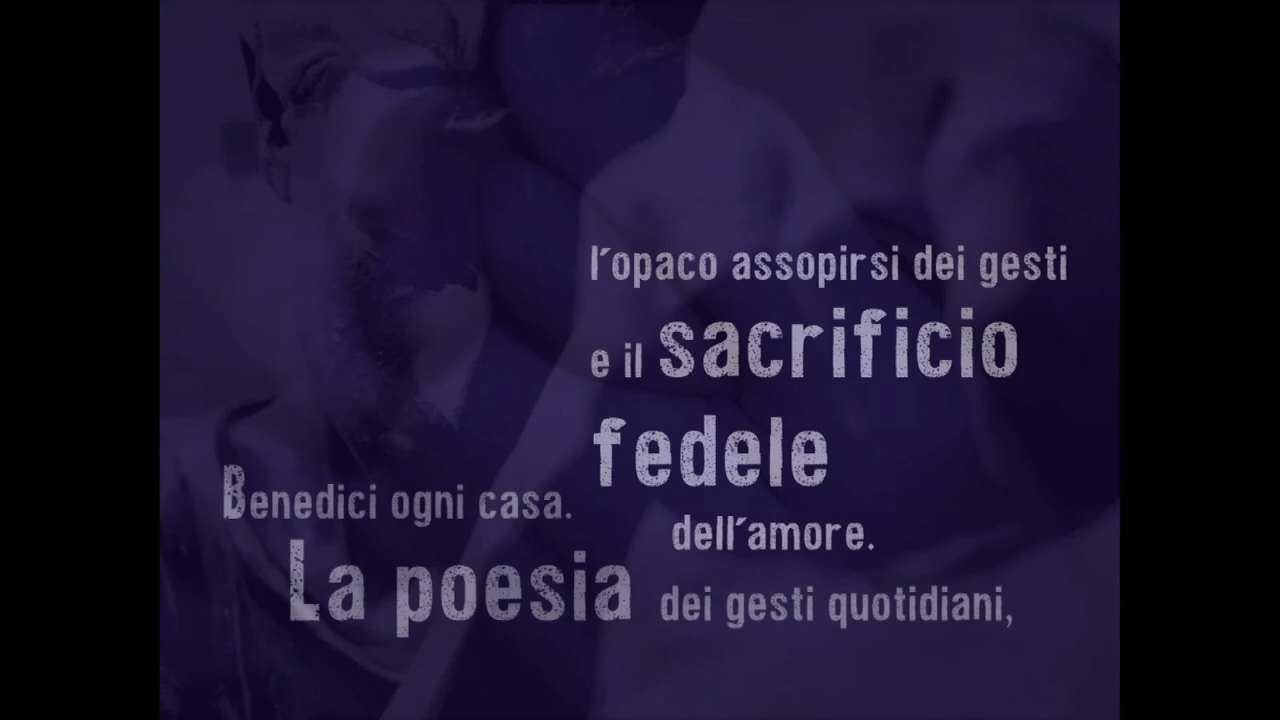 l'opaco assopirsi dei gesti
e il sacrificio
fedele
dell'amore.
Benedici ogni casa.
La poesia dei gesti quotidiani,